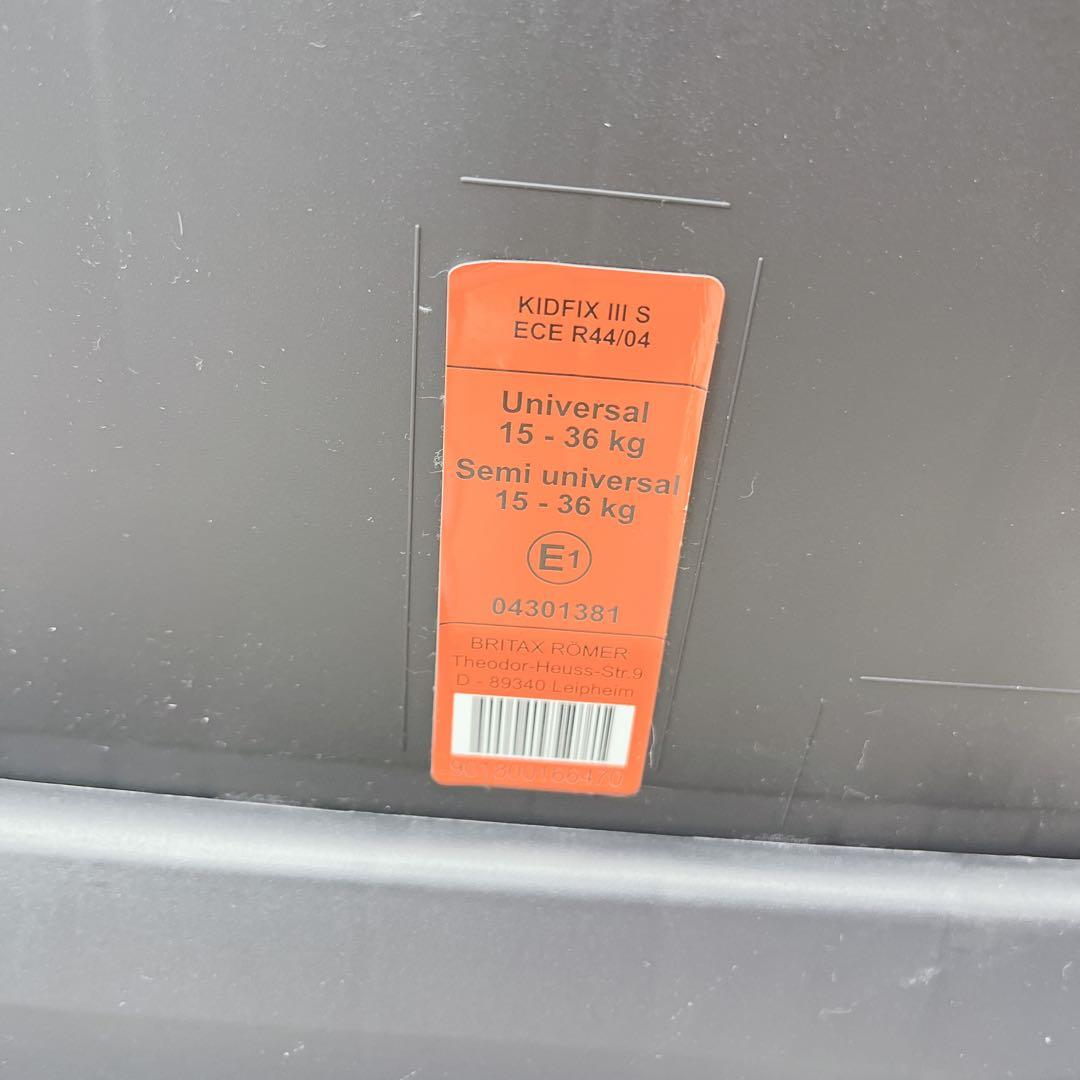 KIDFIX III S
ECE R44/04
Universal
15 - 36 kg
Semi universal
15 - 36 kg
E1
04301381
BRITAX RÖMER
Theodor-Heuss-Str.9
D - 89340 Leipheim
901800166470